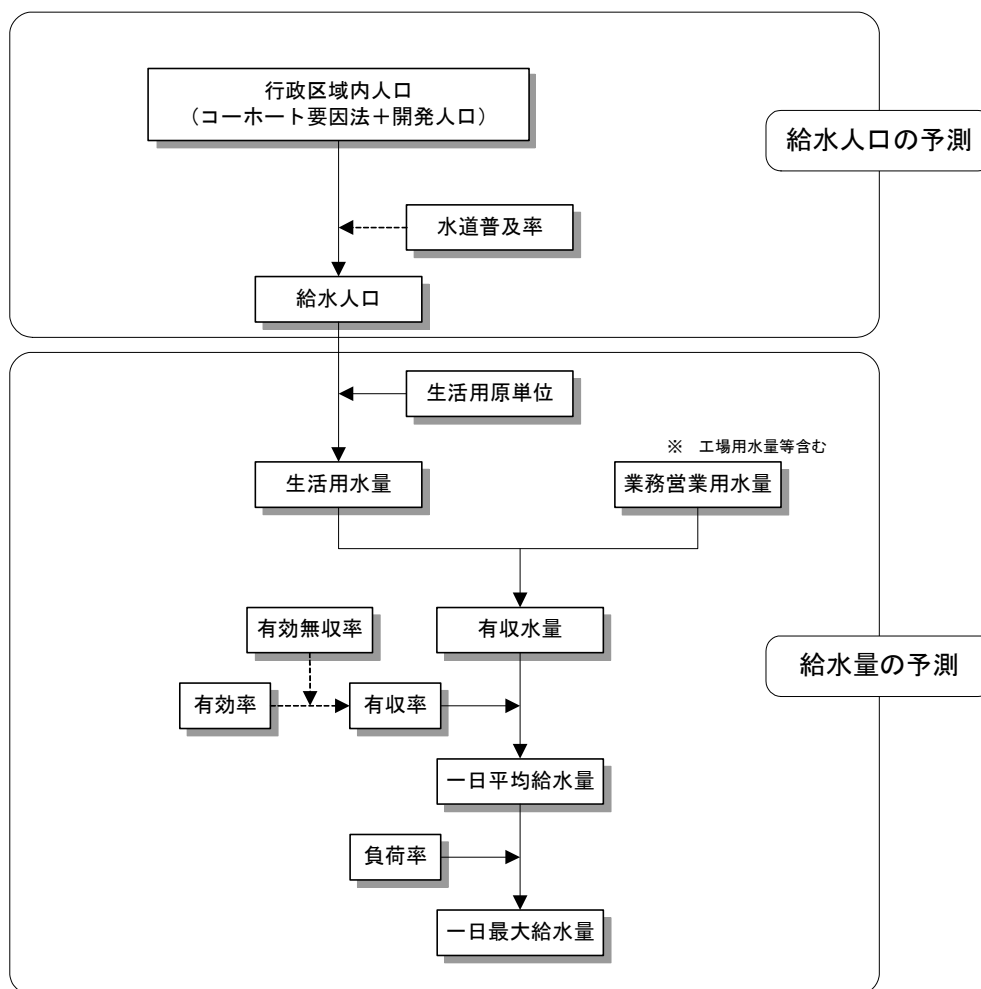 行政区域内人口
（コーホート要因法＋開発人口）
給水人口の予測
水道普及率
給水人口
生活用原単位
※　工場用水量等含む
生活用水量
業務営業用水量
有効無収率
有収水量
給水量の予測
有効率
有収率
一日平均給水量
負荷率
一日最大給水量